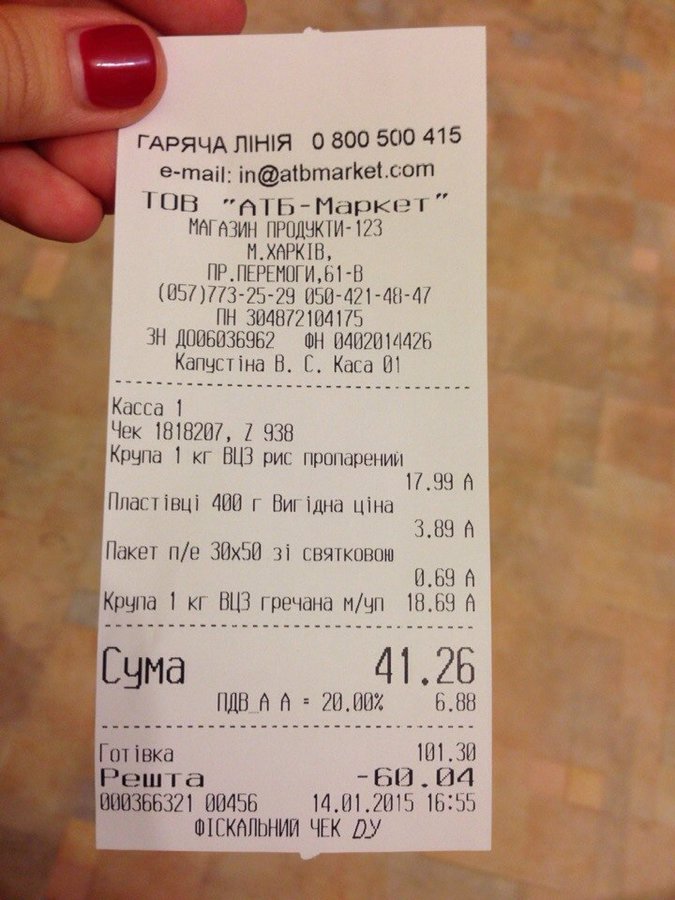 ГАРЯЧА ЛІНІЯ 0 800 500 415
e-mail: in@atbmarket.com
ТОВ "АТБ-Маркет"
МАГАЗИН ПРОДУКТИ-123
М.ХАРКІВ,
ПР.ПЕРЕМОГИ,61-В
(057)773-25-29 050-421-48-47
ПН 304872104175
ЗН ДО06036962 ФН 0402014426
Капустіна В. С. Каса 01
Касса 1
Чек 1818207, Z 938
Крупа 1 кг ВЦЗ рис пропарений
17.99 А
Пластівці 400 г Вигідна ціна
3.89 А
Пакет п/е 30х50 зі святковою
0.69 А
Крупа 1 кг ВЦЗ гречана м/уп 18.69 А
Сума 41.26
ПДВ_А А = 20.00% 6.88
Готівка 101.30
Решта -60.04
000366321 00456 14.01.2015 16:55
ФІСКАЛЬНИЙ ЧЕК